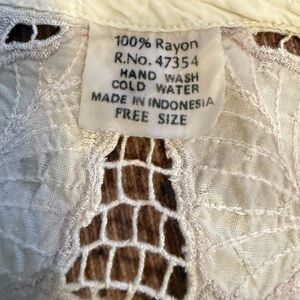 100% Rayon
R.No. 47354
HAND WASH
COLD WATER
MADE IN INDONESIA
FREE SIZE